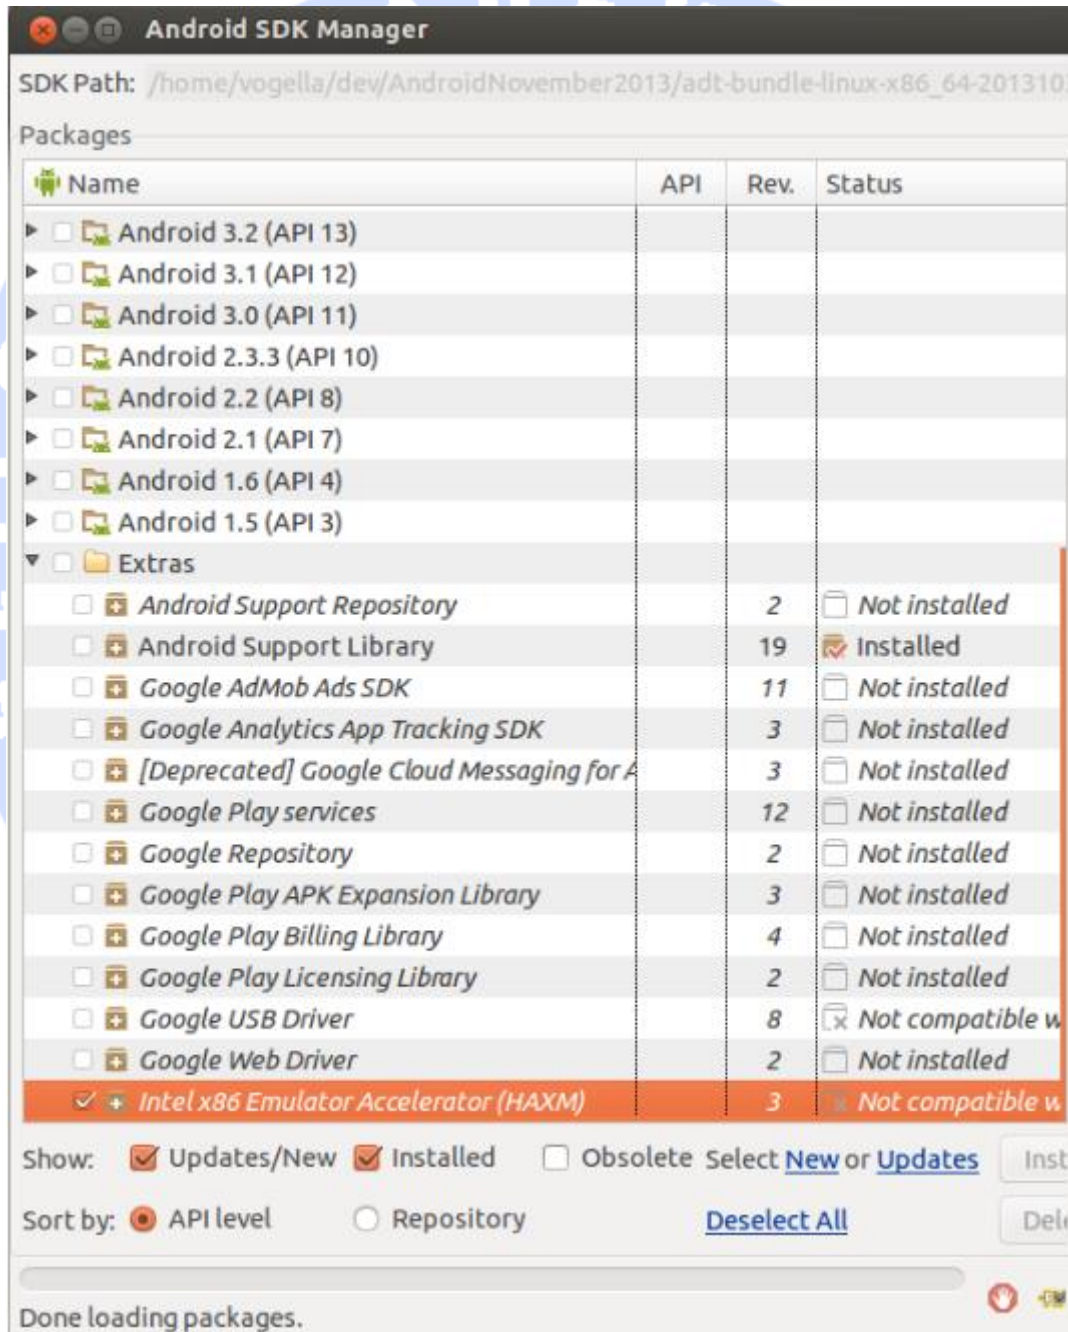 Android SDK Manager
SDK Path: /home/vogella/dev/AndroidNovember2013/adt-bundle-linux-x86_64-201310
Packages
Name API Rev. Status
Android 3.2 (API 13)
Android 3.1 (API 12)
Android 3.0 (API 11)
Android 2.3.3 (API 10)
Android 2.2 (API 8)
Android 2.1 (API 7)
Android 1.6 (API 4)
Android 1.5 (API 3)
Extras
Android Support Repository 2 Not installed
Android Support Library 19 Installed
Google AdMob Ads SDK 11 Not installed
Google Analytics App Tracking SDK 3 Not installed
[Deprecated] Google Cloud Messaging for A 3 Not installed
Google Play services 12 Not installed
Google Repository 2 Not installed
Google Play APK Expansion Library 3 Not installed
Google Play Billing Library 4 Not installed
Google Play Licensing Library 2 Not installed
Google USB Driver 8 Not compatible w
Google Web Driver 2 Not installed
Intel x86 Emulator Accelerator (HAXM) 3 Not compatible w
Show: Updates/New Installed Obsolete Select New or Updates Inst
Sort by: API level Repository Deselect All Dele
Done loading packages.